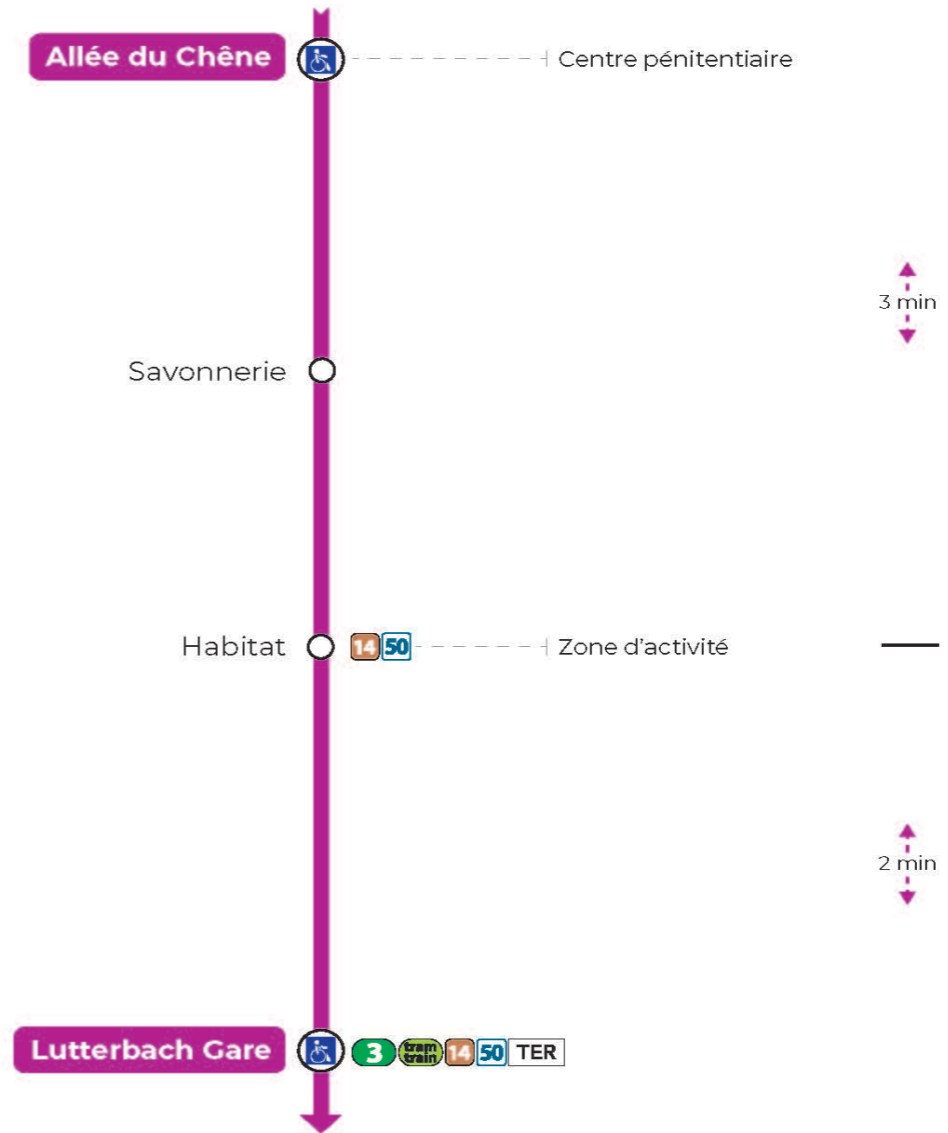 Allée du Chêne
Centre pénitentiaire
3 min
Savonnerie
Habitat
14 50
Zone d'activité
2 min
Lutterbach Gare
3 tram train 14 50 TER